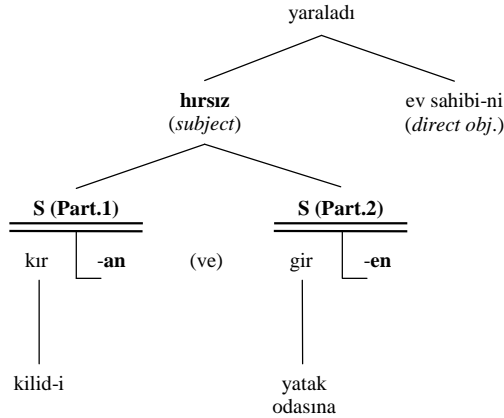 yaraladı
hırsız ev sahibi-ni
(subject) (direct obj.)
S (Part.1) S (Part.2)
kır -an (ve) gir -en
kilid-i yatak
odasına